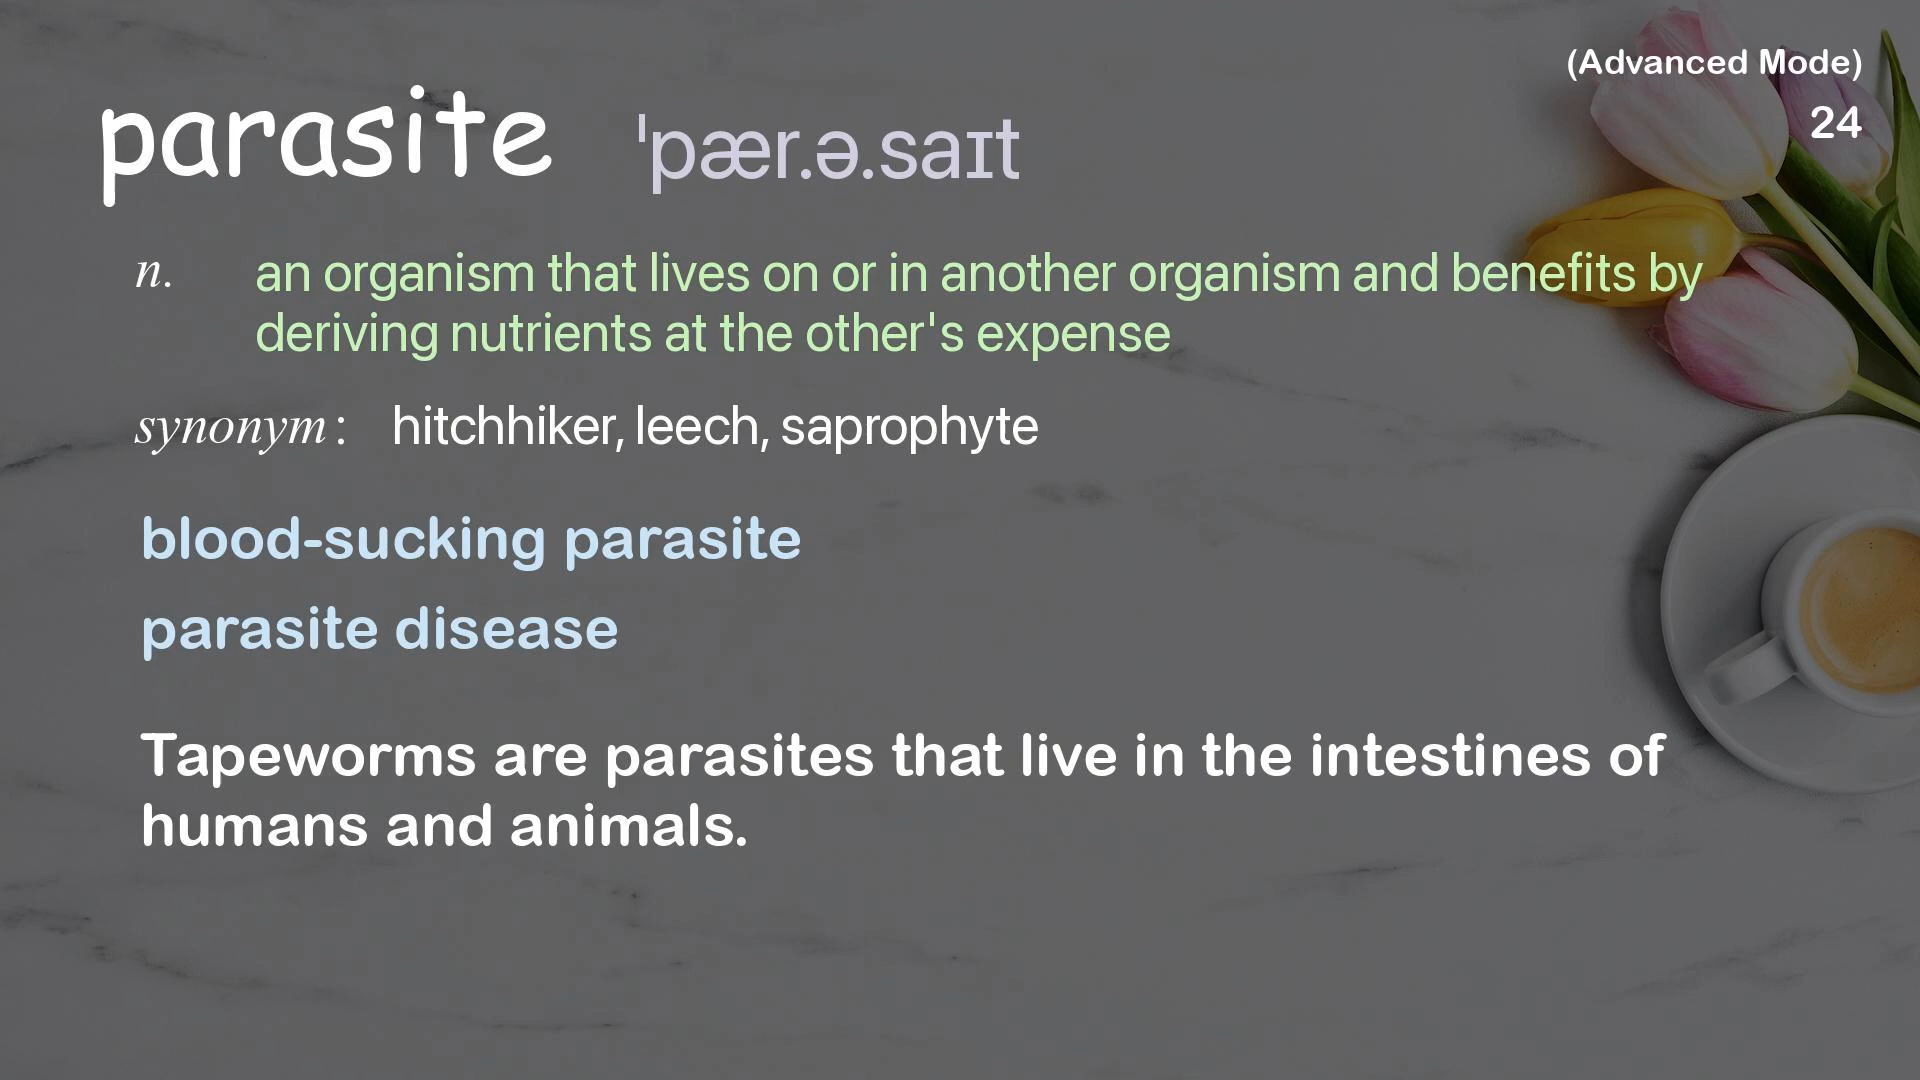 (Advanced Mode)
24
parasite ˈpær.ə.saɪt
n. an organism that lives on or in another organism and benefits by
deriving nutrients at the other's expense
synonym: hitchhiker, leech, saprophyte
blood-sucking parasite
parasite disease
Tapeworms are parasites that live in the intestines of
humans and animals.